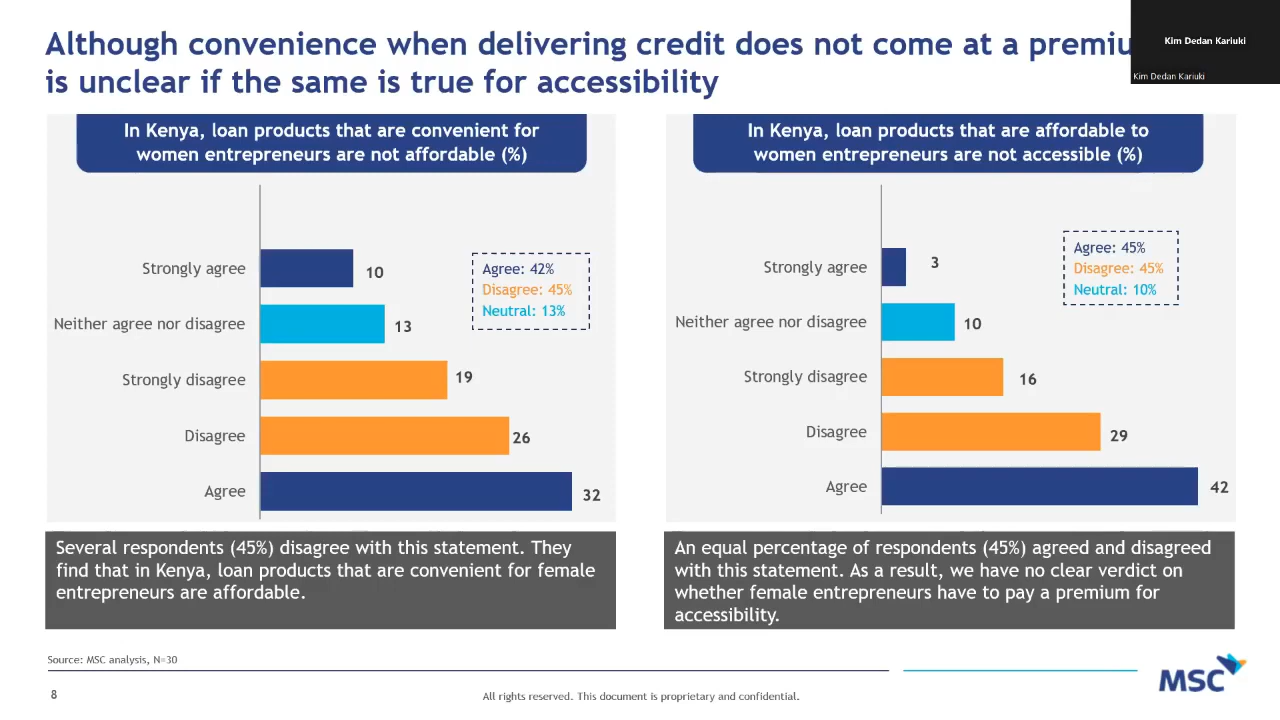 Although convenience when delivering credit does not come at a
is unclear if the same is true for accessibility
Kim Dedan Kariuki
Kim Dedan Kariuki
In Kenya, loan products that are convenient for
women entrepreneurs are not affordable (%)
Strongly agree
10
Neither agree nor disagree
13
Strongly disagree
19
Disagree
26
Agree
32
Agree: 42%
Disagree: 45%
Neutral: 13%
Several respondents (45%) disagree with this statement. They
find that in Kenya, loan products that are convenient for female
entrepreneurs are affordable.
In Kenya, loan products that are affordable to
women entrepreneurs are not accessible (%)
Strongly agree
3
Neither agree nor disagree
10
Strongly disagree
16
Disagree
29
Agree
42
Agree: 45%
Disagree: 45%
Neutral: 10%
An equal percentage of respondents (45%) agreed and disagreed
with this statement. As a result, we have no clear verdict on
whether female entrepreneurs have to pay a premium for
accessibility.
Source: MSC analysis, N=30
8
All rights reserved. This document is proprietary and confidential.
MSC